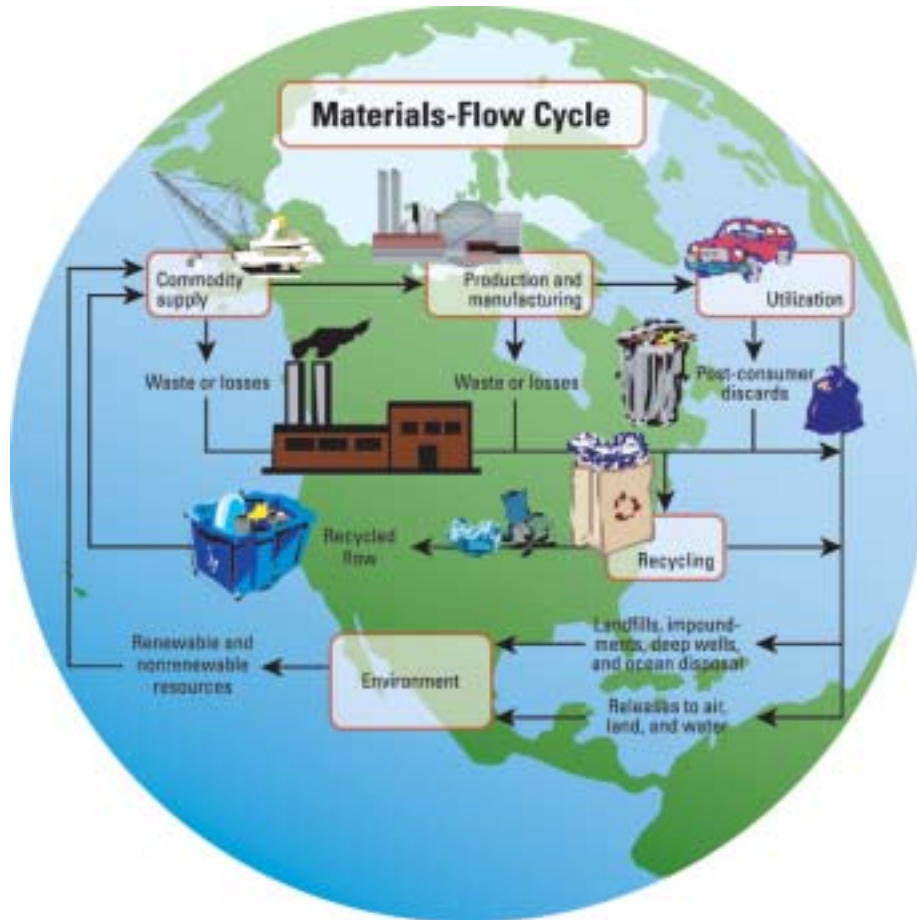 Materials-Flow Cycle
Commodity
supply
Production and
manufacturing
Utilization
Waste or losses
Waste or losses
Post-consumer
discards
Recycled
flow
Recycling
Renewable and
nonrenewable
resources
Environment
Landfills, impound-
ments, deep wells,
and ocean disposal
Releases to air,
land, and water